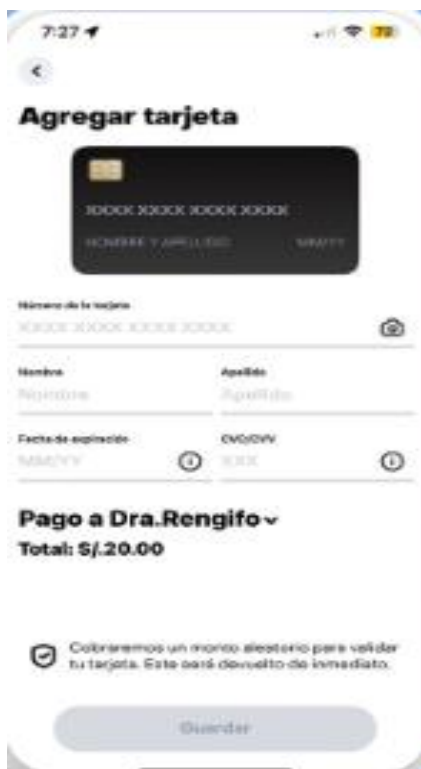 7:27
70
Agregar tarjeta
XXXX XXXX XXXX XXXX
NOMBRE Y APELLIDO MM/YY
Número de la tarjeta
XXXX XXXX XXXX XXXX
Nombre Apellido
Nombre Apellido
Fecha de expiración CVC/CVV
MM/YY XXX
Pago a Dra.Rengifo
Total: S/.20.00
Cobraremos un monto aleatorio para validar
tu tarjeta. Este será devuelto de inmediato.
Guardar